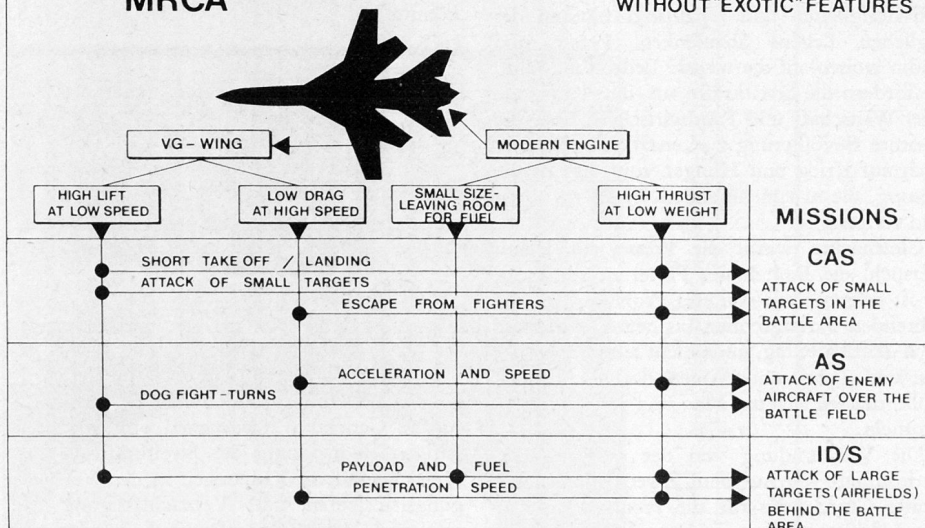 MRCA
WITHOUT "EXOTIC" FEATURES
VG – WING
MODERN ENGINE
HIGH LIFT
AT LOW SPEED
LOW DRAG
AT HIGH SPEED
SMALL SIZE-
LEAVING ROOM
FOR FUEL
HIGH THRUST
AT LOW WEIGHT
MISSIONS
SHORT TAKE OFF / LANDING
ATTACK OF SMALL TARGETS
ESCAPE FROM FIGHTERS
CAS
ATTACK OF SMALL
TARGETS IN THE
BATTLE AREA
ACCELERATION AND SPEED
DOG FIGHT-TURNS
AS
ATTACK OF ENEMY
AIRCRAFT OVER THE
BATTLE FIELD
PAYLOAD AND FUEL
PENETRATION SPEED
ID/S
ATTACK OF LARGE
TARGETS (AIRFIELDS)
BEHIND THE BATTLE
AREA